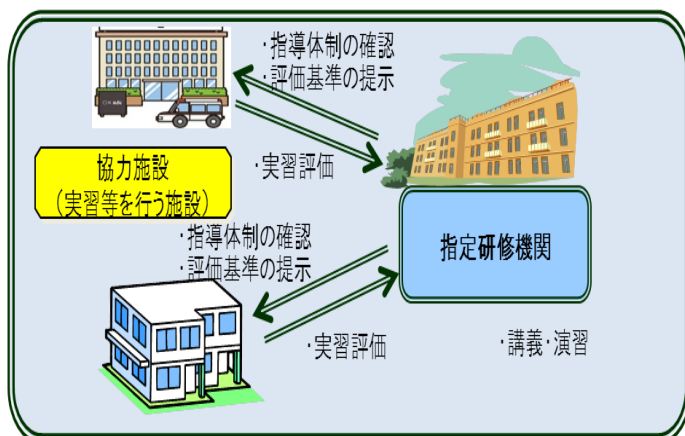 ・指導体制の確認
・評価基準の提示
・実習評価
協力施設
（実習等を行う施設）
・指導体制の確認
・評価基準の提示
指定研修機関
・実習評価
・講義・演習